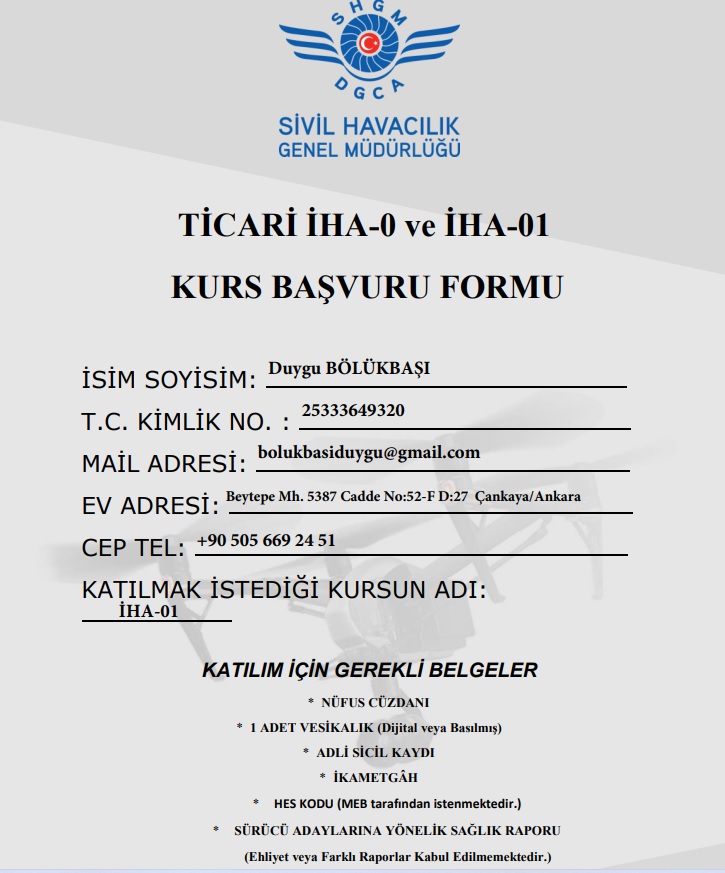 SHGM
DGCA
SİVİL HAVACILIK
GENEL MÜDÜRLÜĞÜ
TİCARİ İHA-0 ve İHA-01
KURS BAŞVURU FORMU
İSİM SOYİSİM: Duygu BÖLÜKBAŞI
T.C. KİMLİK NO. : 25333649320
MAİL ADRESİ: bolukbasiduygu@gmail.com
EV ADRESİ: Beytepe Mh. 5387 Cadde No:52-F D:27 Çankaya/Ankara
CEP TEL: +90 505 669 24 51
KATILMAK İSTEDİĞİ KURSUN ADI:
İHA-01
KATILIM İÇİN GEREKLİ BELGELER
* NÜFUS CÜZDANI
* 1 ADET VESİKALIK (Dijital veya Basılmış)
* ADLİ SİCİL KAYDI
* İKAMETGÂH
* HES KODU (MEB tarafından istenmektedir.)
* SÜRÜCÜ ADAYLARINA YÖNELİK SAĞLIK RAPORU
(Ehliyet veya Farklı Raporlar Kabul Edilmemektedir.)